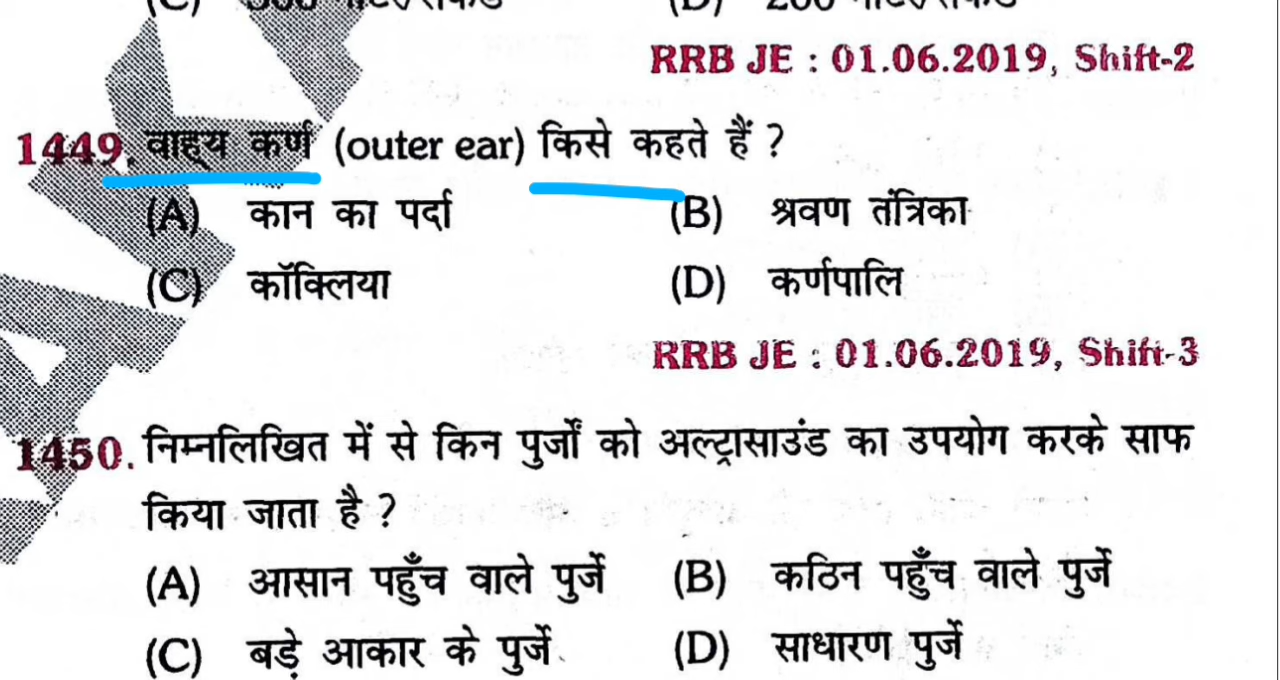 RRB JE : 01.06.2019, Shift-2
1449. वाह्य कर्ण (outer ear) किसे कहते हैं ?
(A) कान का पर्दा (B) श्रवण तंत्रिका
(C) कॉक्लिया (D) कर्णपालि
RRB JE : 01.06.2019, Shift-3
1450. निम्नलिखित में से किन पुर्जों को अल्ट्रासाउंड का उपयोग करके साफ
किया जाता है ?
(A) आसान पहुँच वाले पुर्जे (B) कठिन पहुँच वाले पुर्जे
(C) बड़े आकार के पुर्जे (D) साधारण पुर्जे